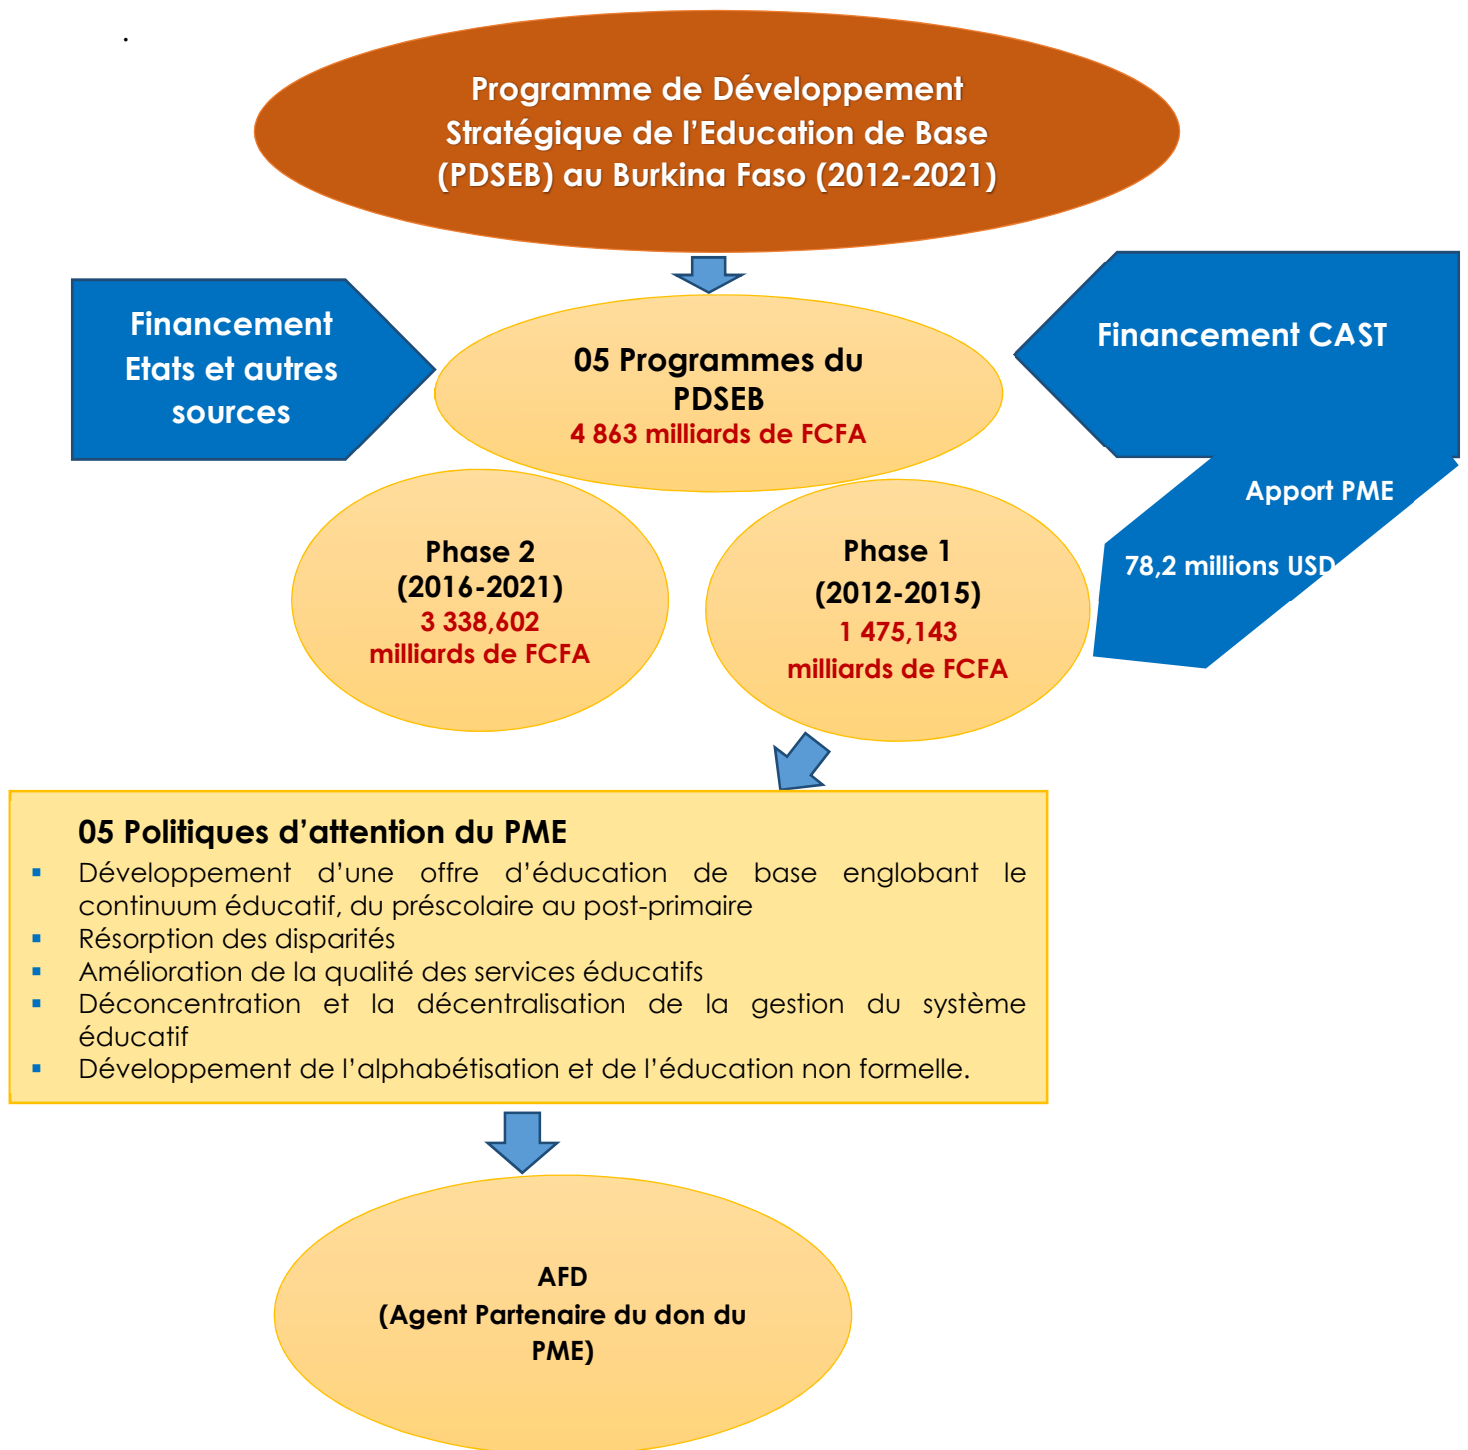 .
Programme de Développement
Stratégique de l'Education de Base
(PDSEB) au Burkina Faso (2012-2021)
Financement
Etats et autres
sources
05 Programmes du
PDSEB
4 863 milliards de FCFA
Financement CAST
Apport PME
78,2 millions USD
Phase 2
(2016-2021)
3 338,602
milliards de FCFA
Phase 1
(2012-2015)
1 475,143
milliards de FCFA
05 Politiques d'attention du PME
▪ Développement d'une offre d'éducation de base englobant le
continuum éducatif, du préscolaire au post-primaire
▪ Résorption des disparités
▪ Amélioration de la qualité des services éducatifs
▪ Déconcentration et la décentralisation de la gestion du système
éducatif
▪ Développement de l'alphabétisation et de l'éducation non formelle.
AFD
(Agent Partenaire du don du
PME)